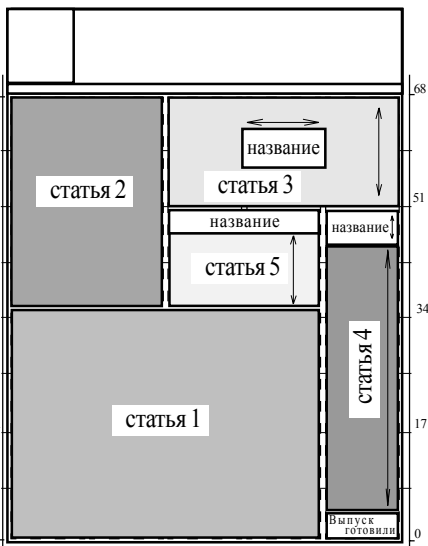 68
название
статья 2
статья 3
51
название
название
статья 5
34
статья 4
статья 1
17
Выпуск
готовили
0